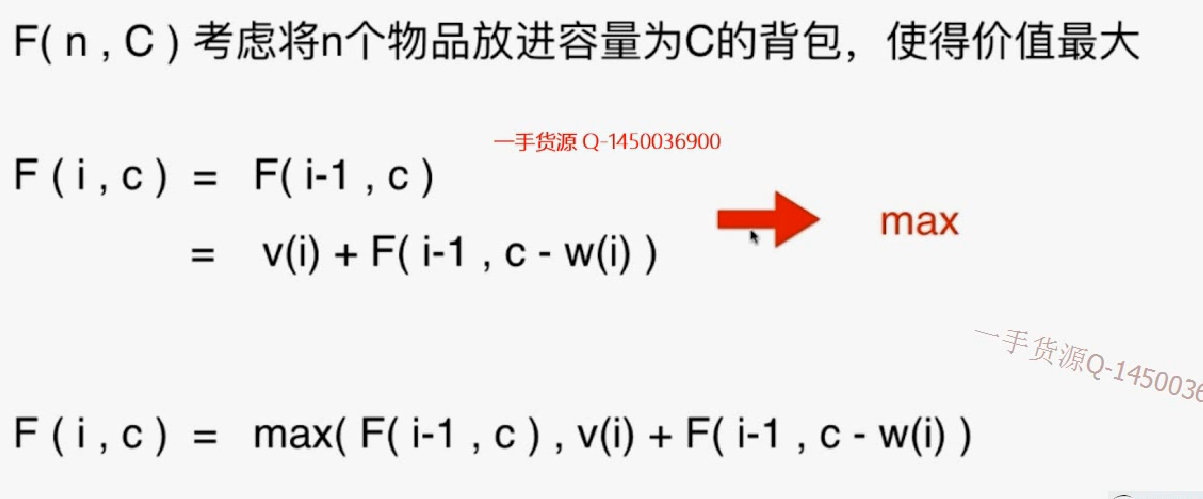 F( n , C ) 考虑将n个物品放进容量为C的背包，使得价值最大
一手货源 Q-1450036900
F ( i , c ) = F( i-1 , c )
= v(i) + F( i-1 , c - w(i) )
max
一手货源Q-1450036
F ( i , c ) = max( F( i-1 , c ) , v(i) + F( i-1 , c - w(i) )